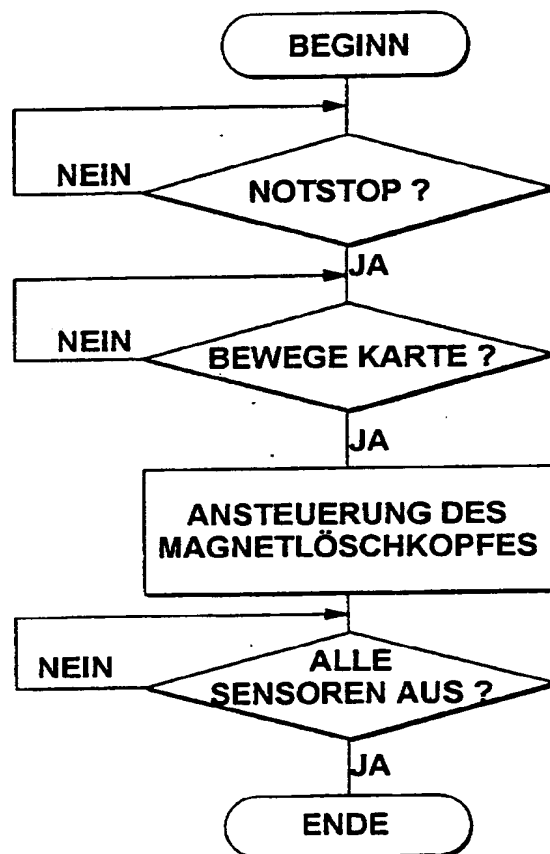 BEGINN
NEIN
NOTSTOP ?
JA
NEIN
BEWEGE KARTE ?
JA
ANSTEUERUNG DES
MAGNETLÖSCHKOPFES
NEIN
ALLE
SENSOREN AUS ?
JA
ENDE